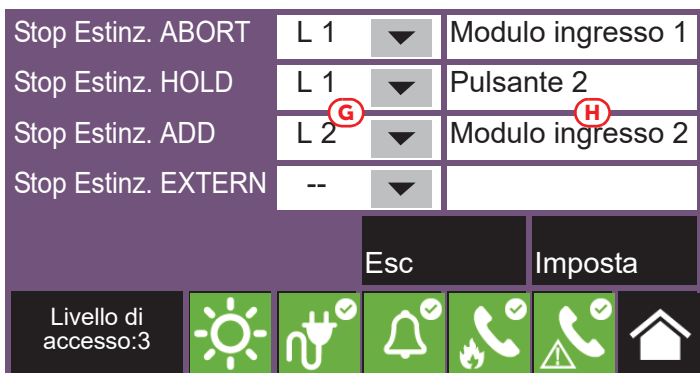 Stop Estinz. ABORT L 1 Modulo ingresso 1
Stop Estinz. HOLD L 1 Pulsante 2
G H
Stop Estinz. ADD L 2 Modulo ingresso 2
Stop Estinz. EXTERN --
Esc Imposta
Livello di
accesso:3